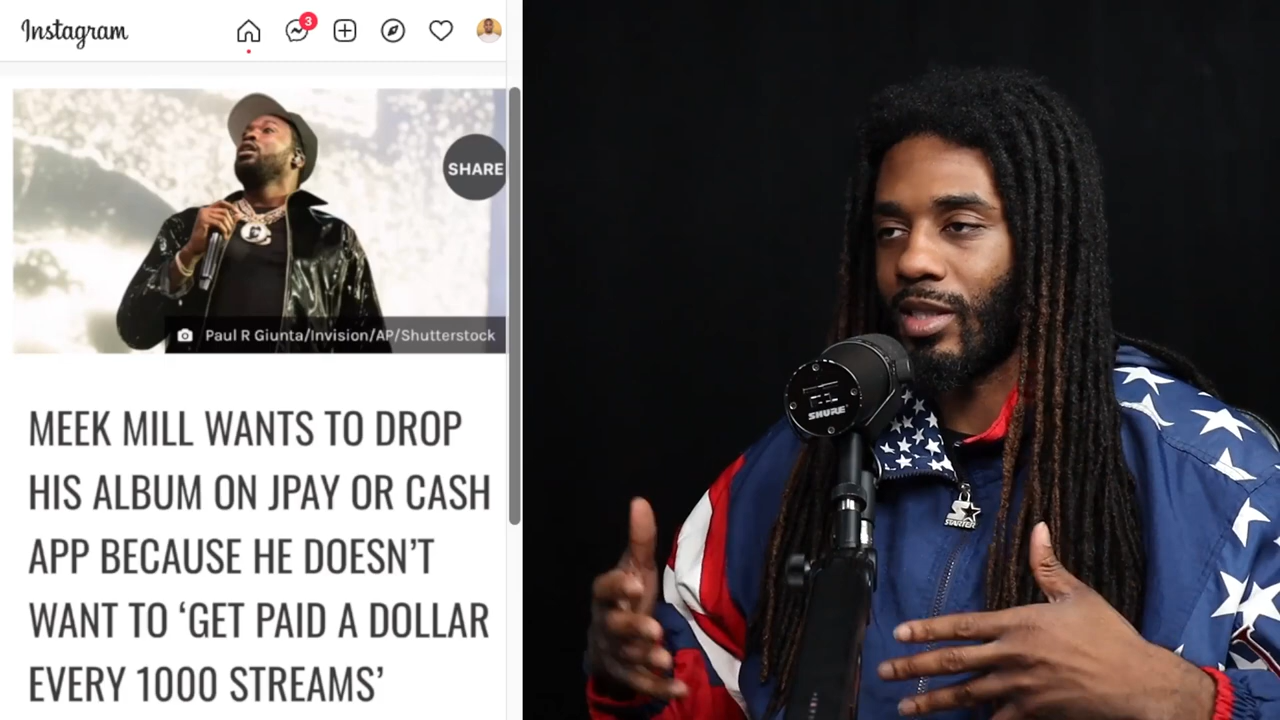 Instagram
3
SHARE
Paul R Giunta/Invision/AP/Shutterstock
MEEK MILL WANTS TO DROP
HIS ALBUM ON JPAY OR CASH
APP BECAUSE HE DOESN’T
WANT TO ‘GET PAID A DOLLAR
EVERY 1000 STREAMS’
SHURE
STARTER